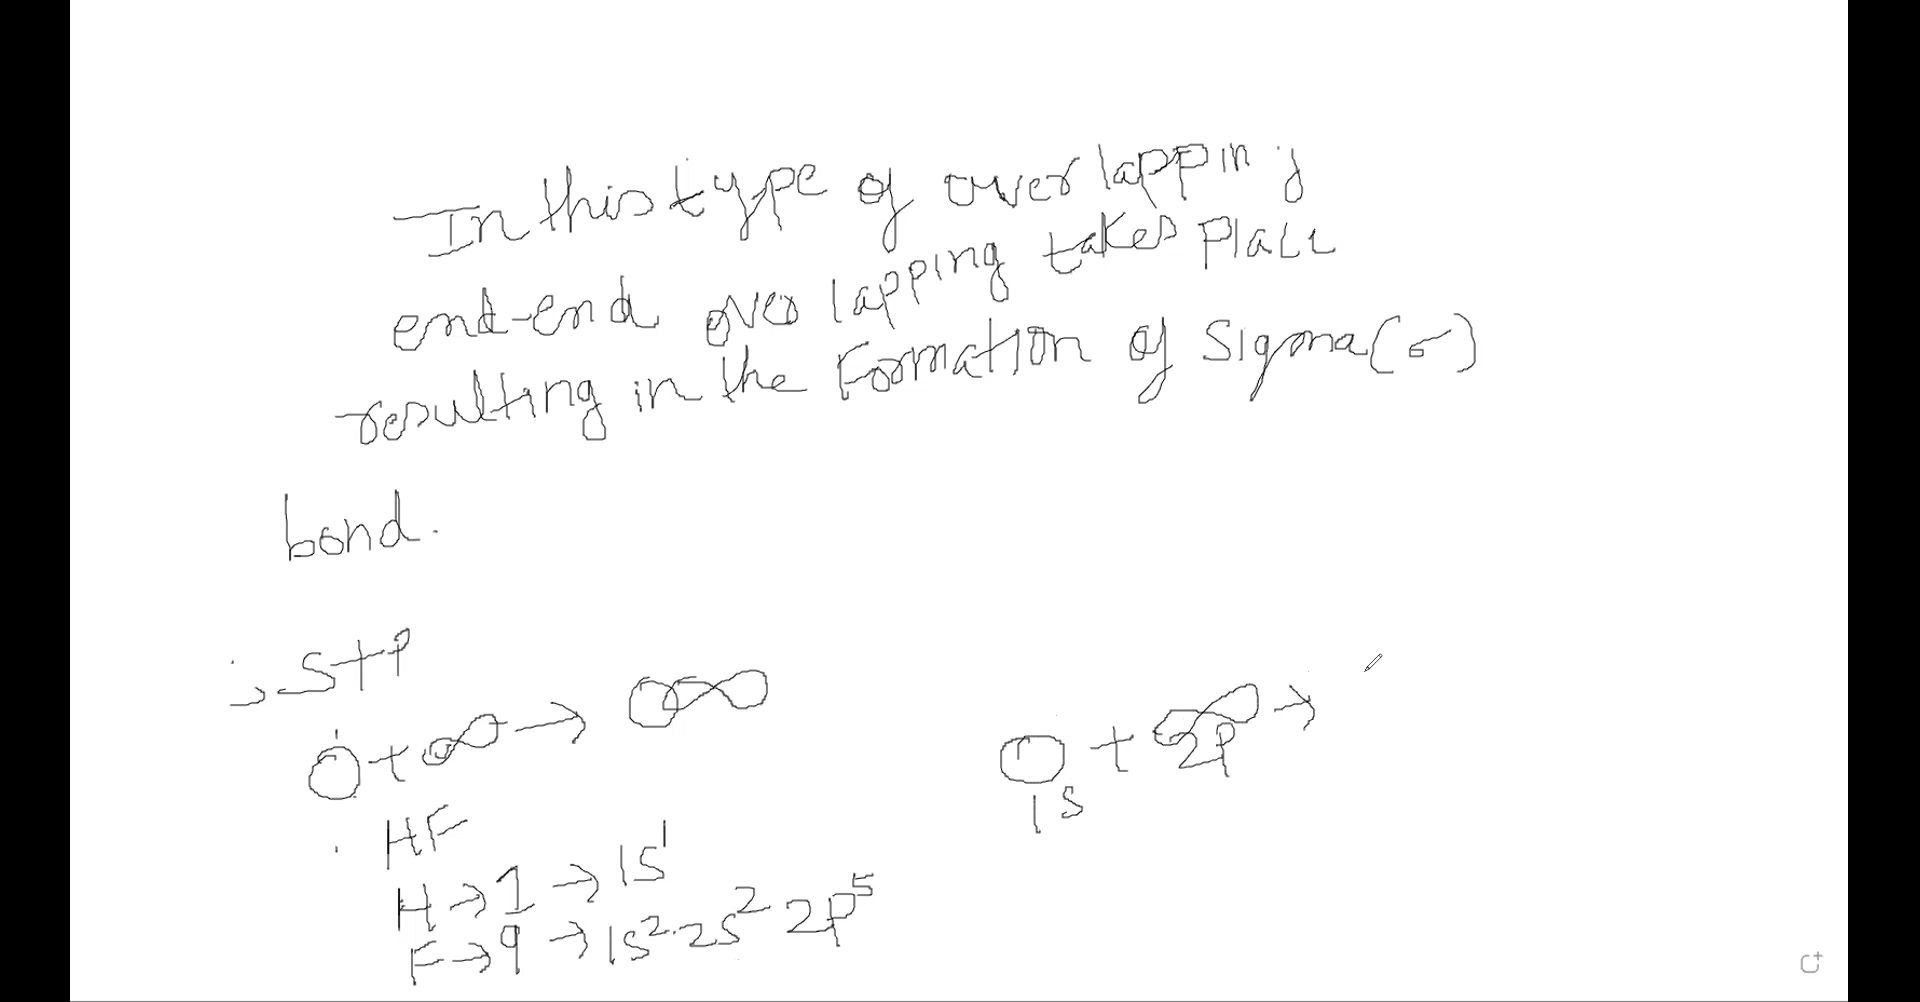 In this type of overlapping
end-end overlapping takes place
resulting in the Formation of Sigma (σ)
bond.
S+P
+ →
+ 2P →
1S
HF
H → 1 → 1S¹
F → 9 → 1S² 2S² 2P⁵